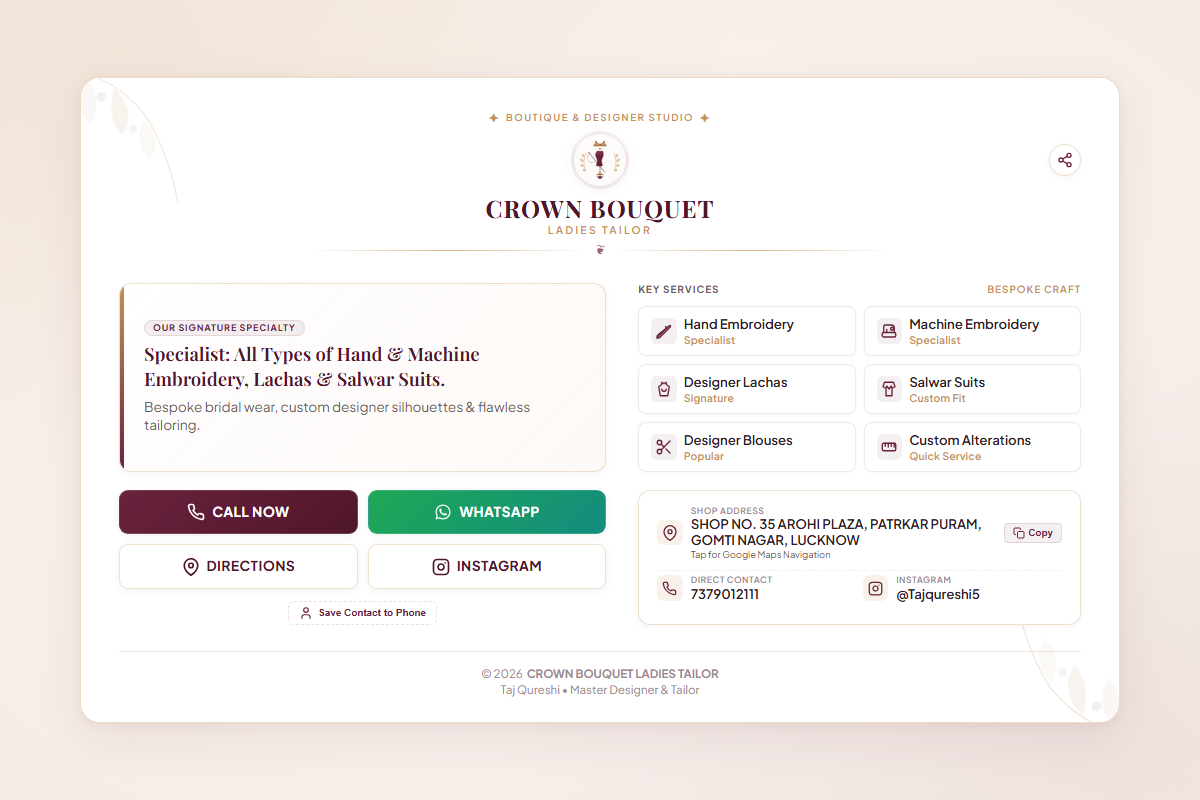 BOUTIQUE & DESIGNER STUDIO
CROWN BOUQUET
LADIES TAILOR
OUR SIGNATURE SPECIALTY
Specialist: All Types of Hand & Machine
Embroidery, Lachas & Salwar Suits.
Bespoke bridal wear, custom designer silhouettes & flawless
tailoring.
CALL NOW
WHATSAPP
DIRECTIONS
INSTAGRAM
Save Contact to Phone
KEY SERVICES
BESPOKE CRAFT
Hand Embroidery
Specialist
Machine Embroidery
Specialist
Designer Lachas
Signature
Salwar Suits
Custom Fit
Designer Blouses
Popular
Custom Alterations
Quick Service
SHOP ADDRESS
SHOP NO. 35 AROHI PLAZA, PATRKAR PURAM,
GOMTI NAGAR, LUCKNOW
Tap for Google Maps Navigation
Copy
DIRECT CONTACT
7379012111
INSTAGRAM
@Tajqureshi5
© 2026 CROWN BOUQUET LADIES TAILOR
Taj Qureshi • Master Designer & Tailor